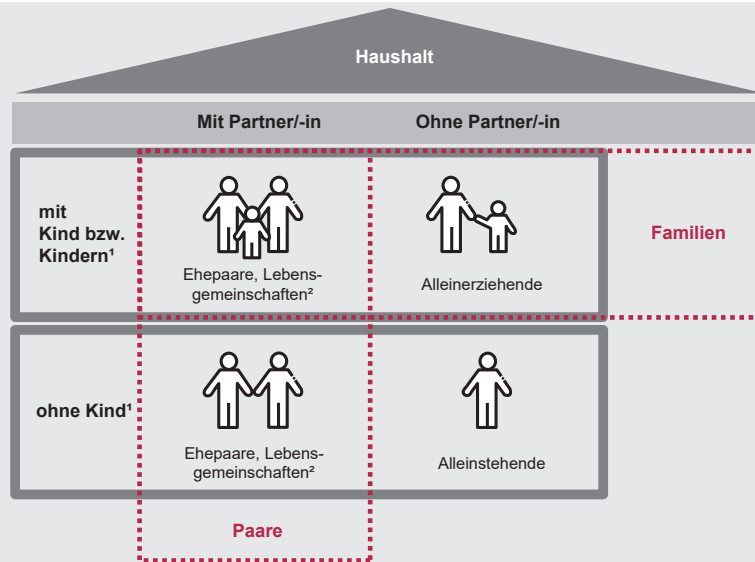 Haushalt
Mit Partner/-in
Ohne Partner/-in
mit
Kind bzw.
Kindern¹
Ehepaare, Lebens-
gemeinschaften²
Alleinerziehende
Familien
ohne Kind¹
Ehepaare, Lebens-
gemeinschaften²
Alleinstehende
Paare